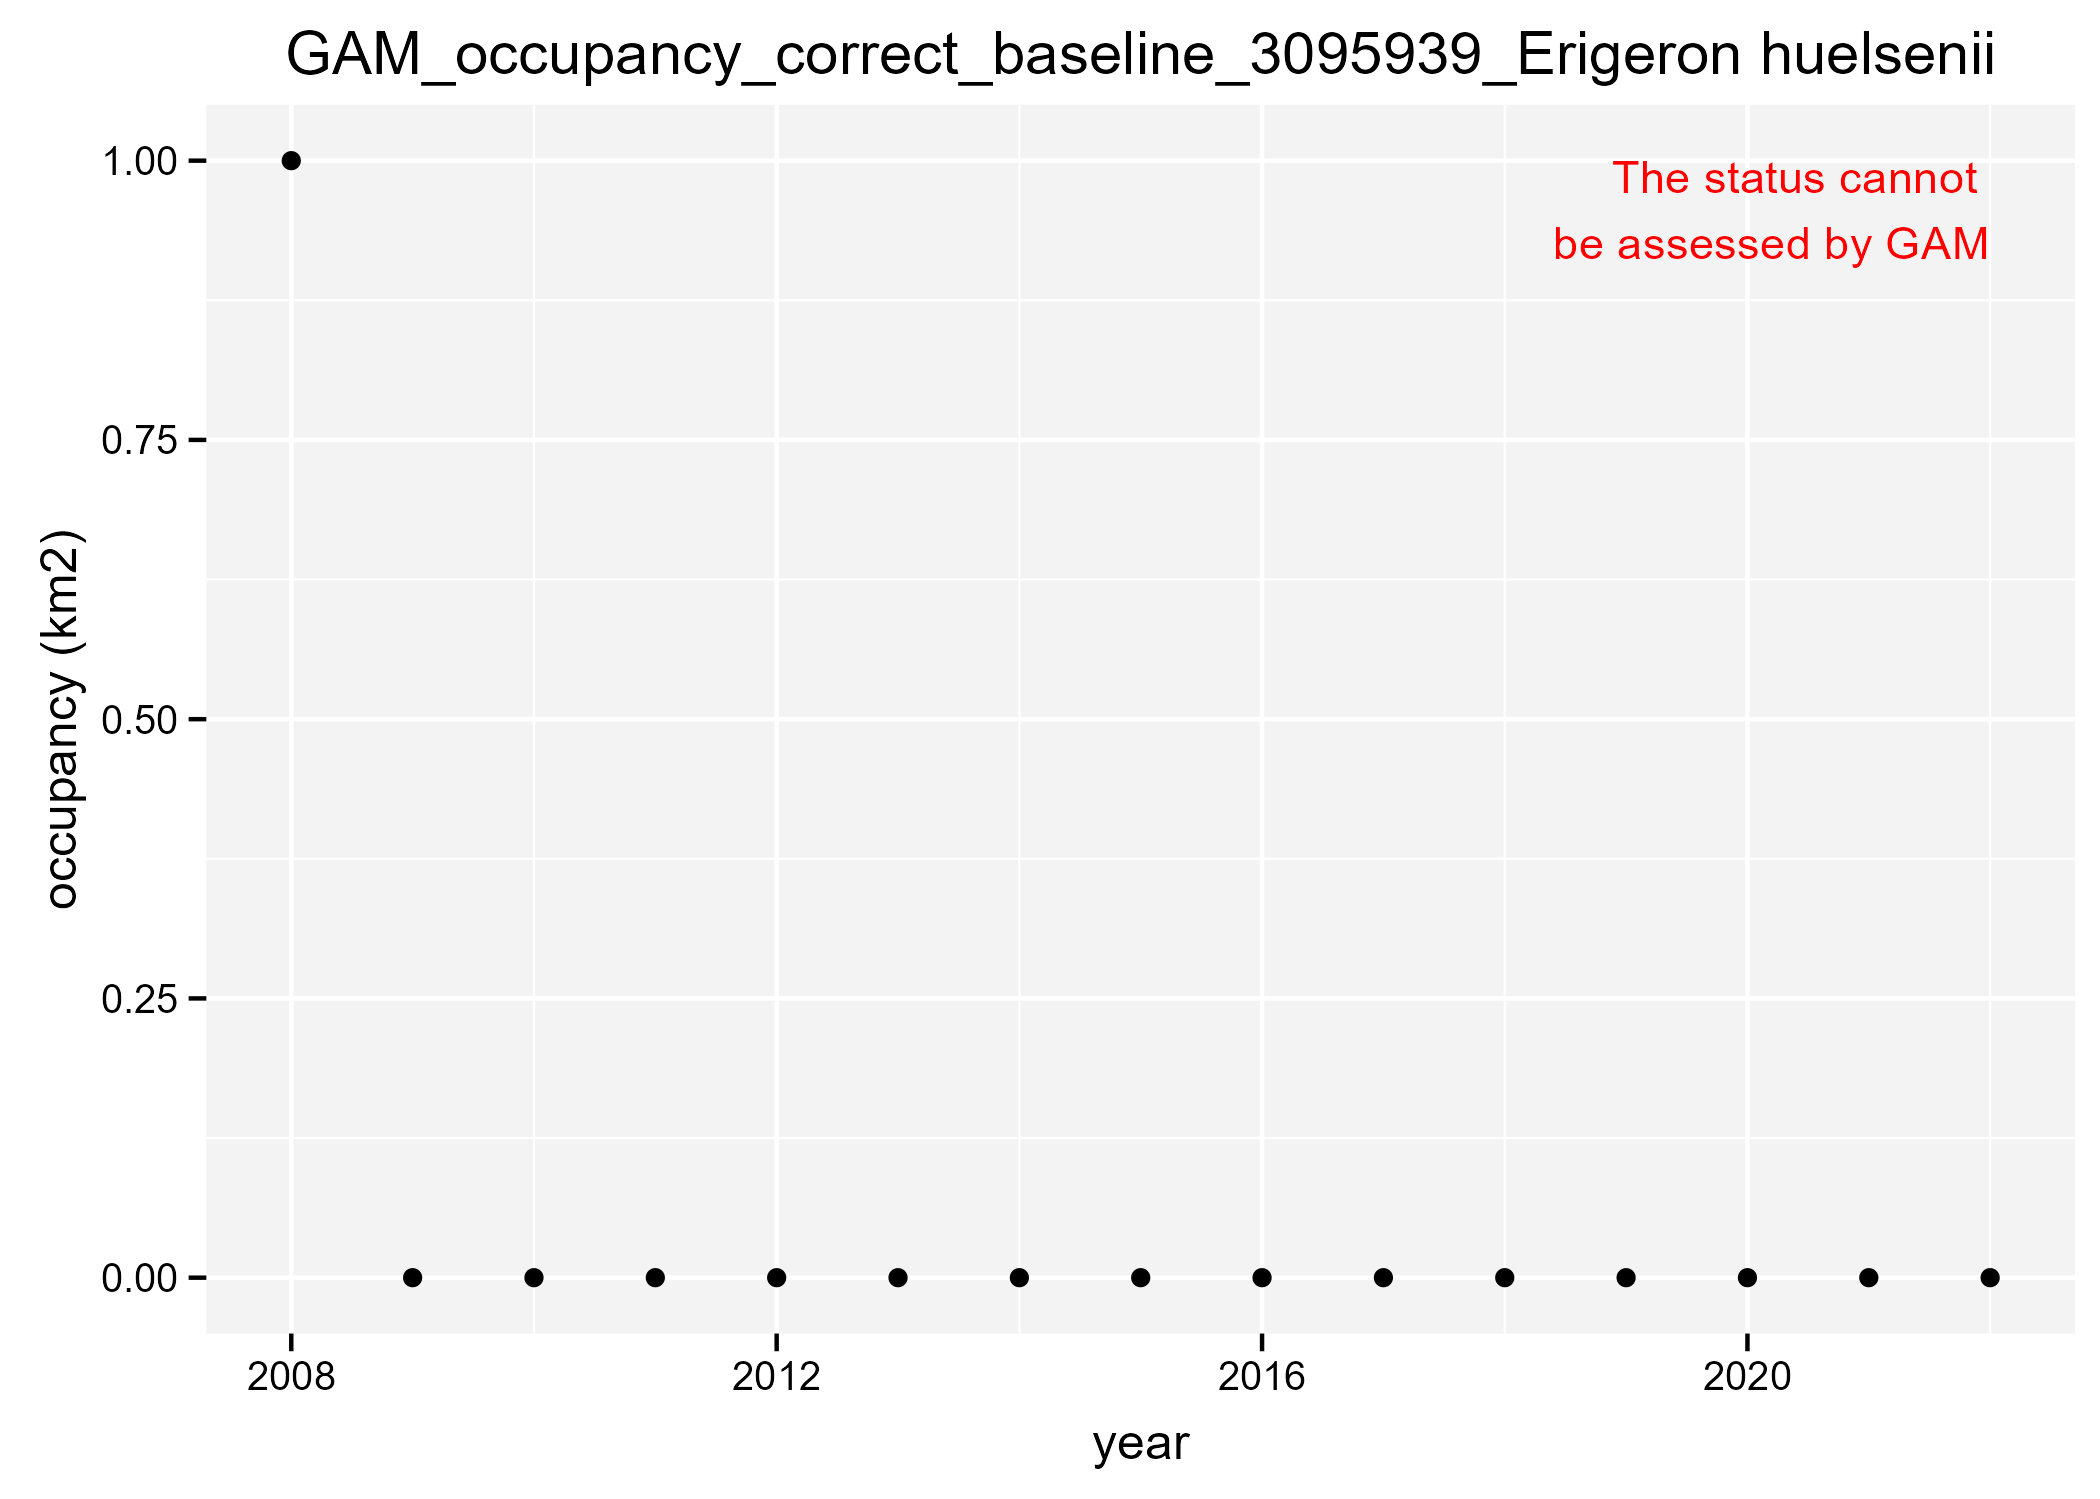 GAM_occupancy_correct_baseline_3095939_Erigeron huelsenii
The status cannot
be assessed by GAM
1.00
0.75
0.50
0.25
0.00
occupancy (km2)
2008 2012 2016 2020
year